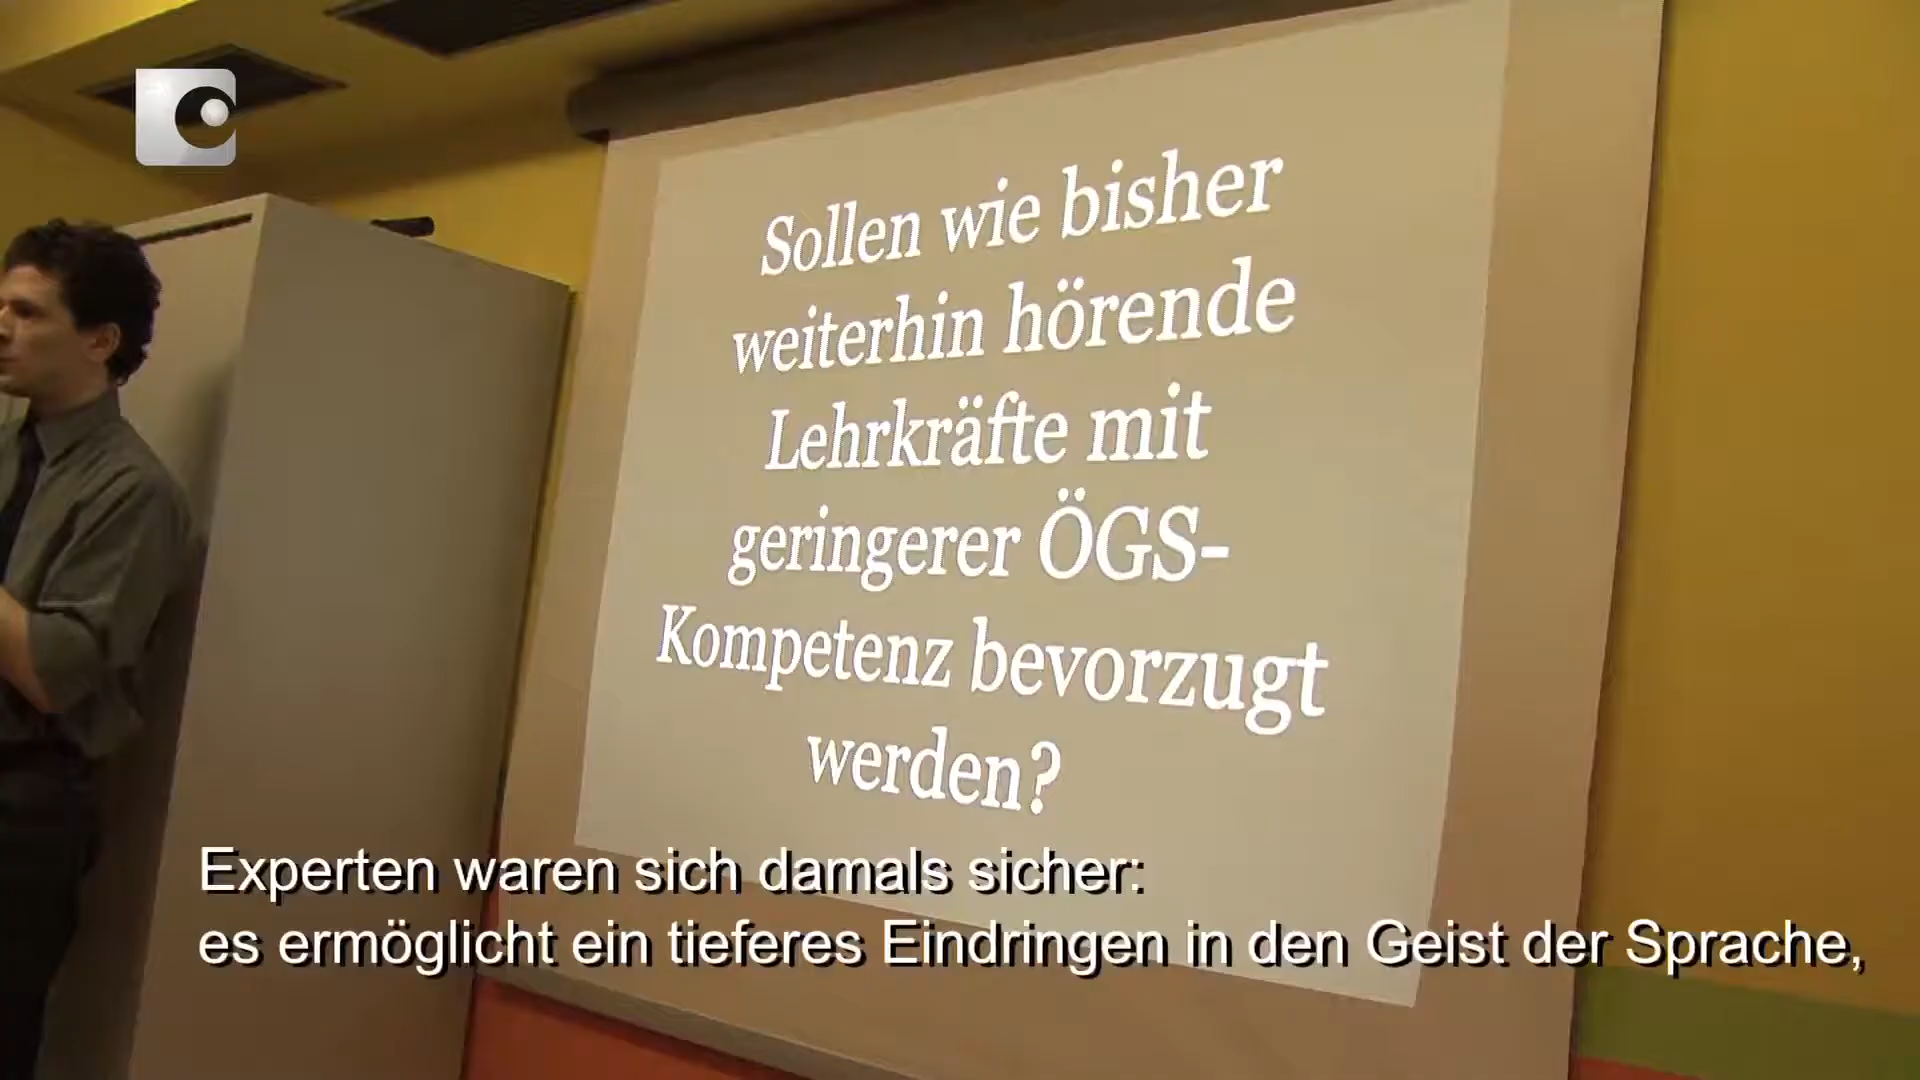 Sollen wie bisher
weiterhin hörende
Lehrkräfte mit
geringerer ÖGS-
Kompetenz bevorzugt
werden?
Experten waren sich damals sicher:
es ermöglicht ein tieferes Eindringen in den Geist der Sprache,